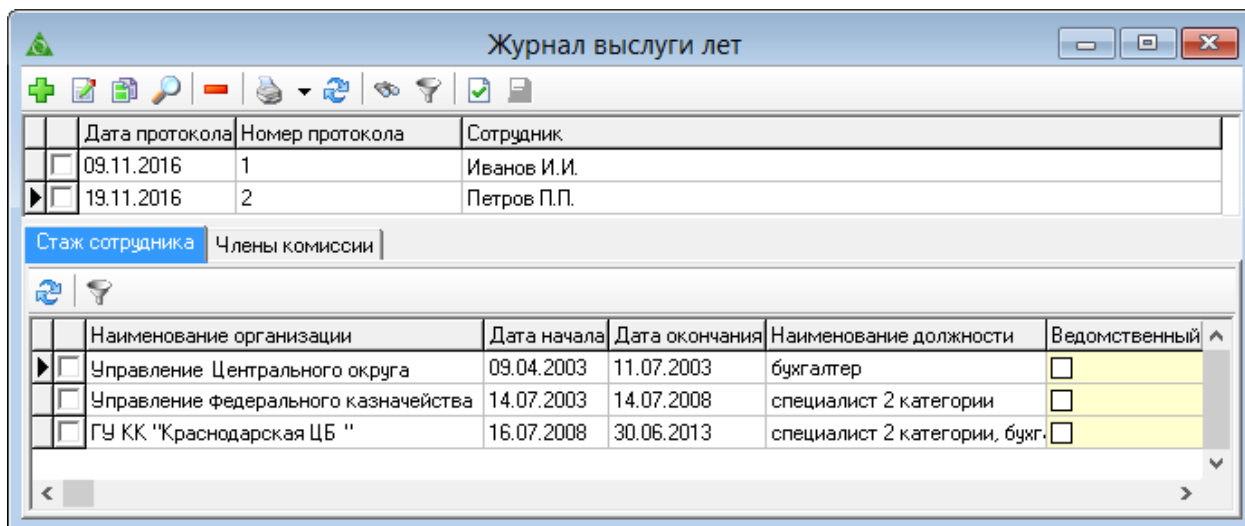 Журнал выслуги лет
Дата протокола Номер протокола Сотрудник
09.11.2016 1 Иванов И.И.
19.11.2016 2 Петров П.П.
Стаж сотрудника Члены комиссии
Наименование организации Дата начала Дата окончания Наименование должности Ведомственный
Управление Центрального округа 09.04.2003 11.07.2003 бухгалтер
Управление федерального казначейства 14.07.2003 14.07.2008 специалист 2 категории
ГУ КК "Краснодарская ЦБ " 16.07.2008 30.06.2013 специалист 2 категории,